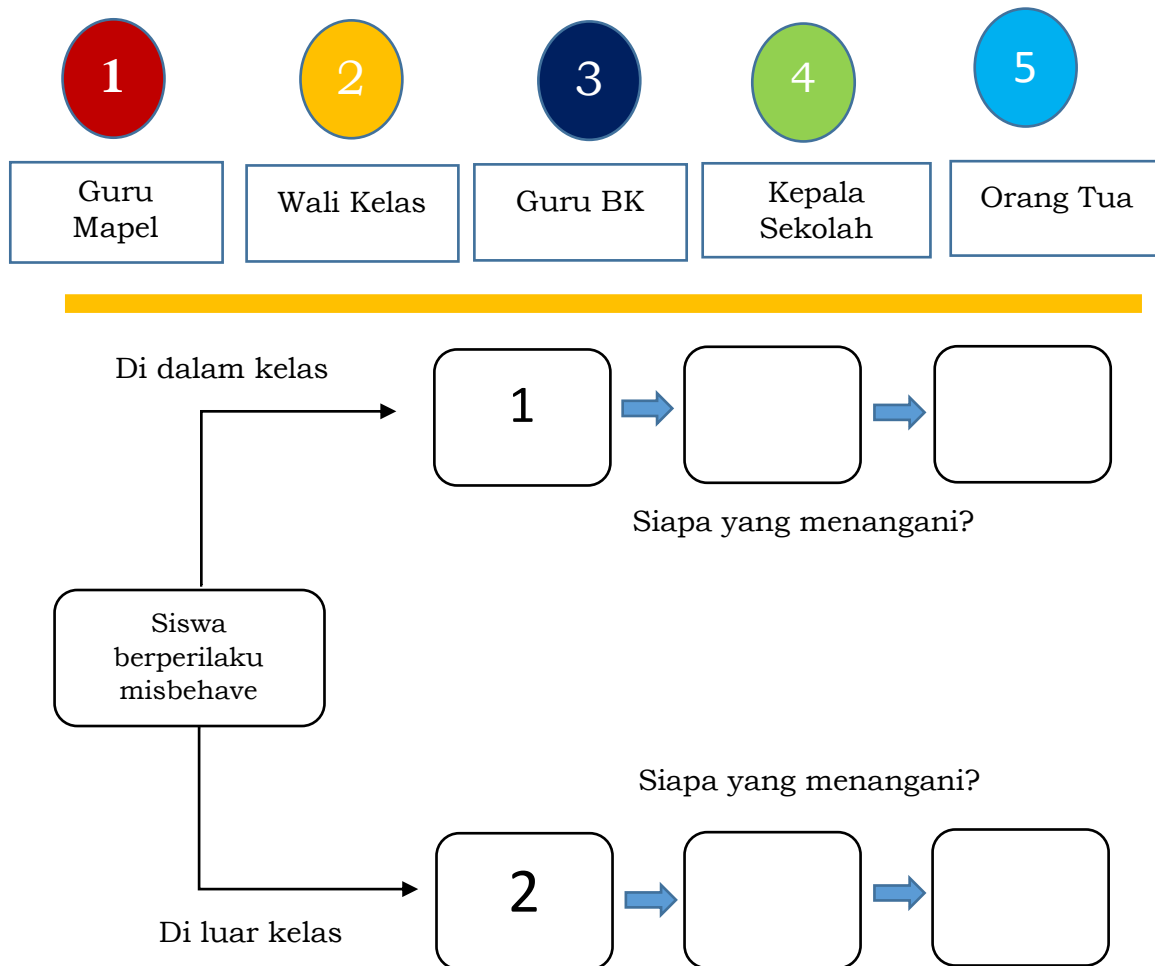 1
2
3
4
5
Guru
Mapel
Wali Kelas
Guru BK
Kepala
Sekolah
Orang Tua
Di dalam kelas
1
Siapa yang menangani?
Siswa
berperilaku
misbehave
Siapa yang menangani?
2
Di luar kelas